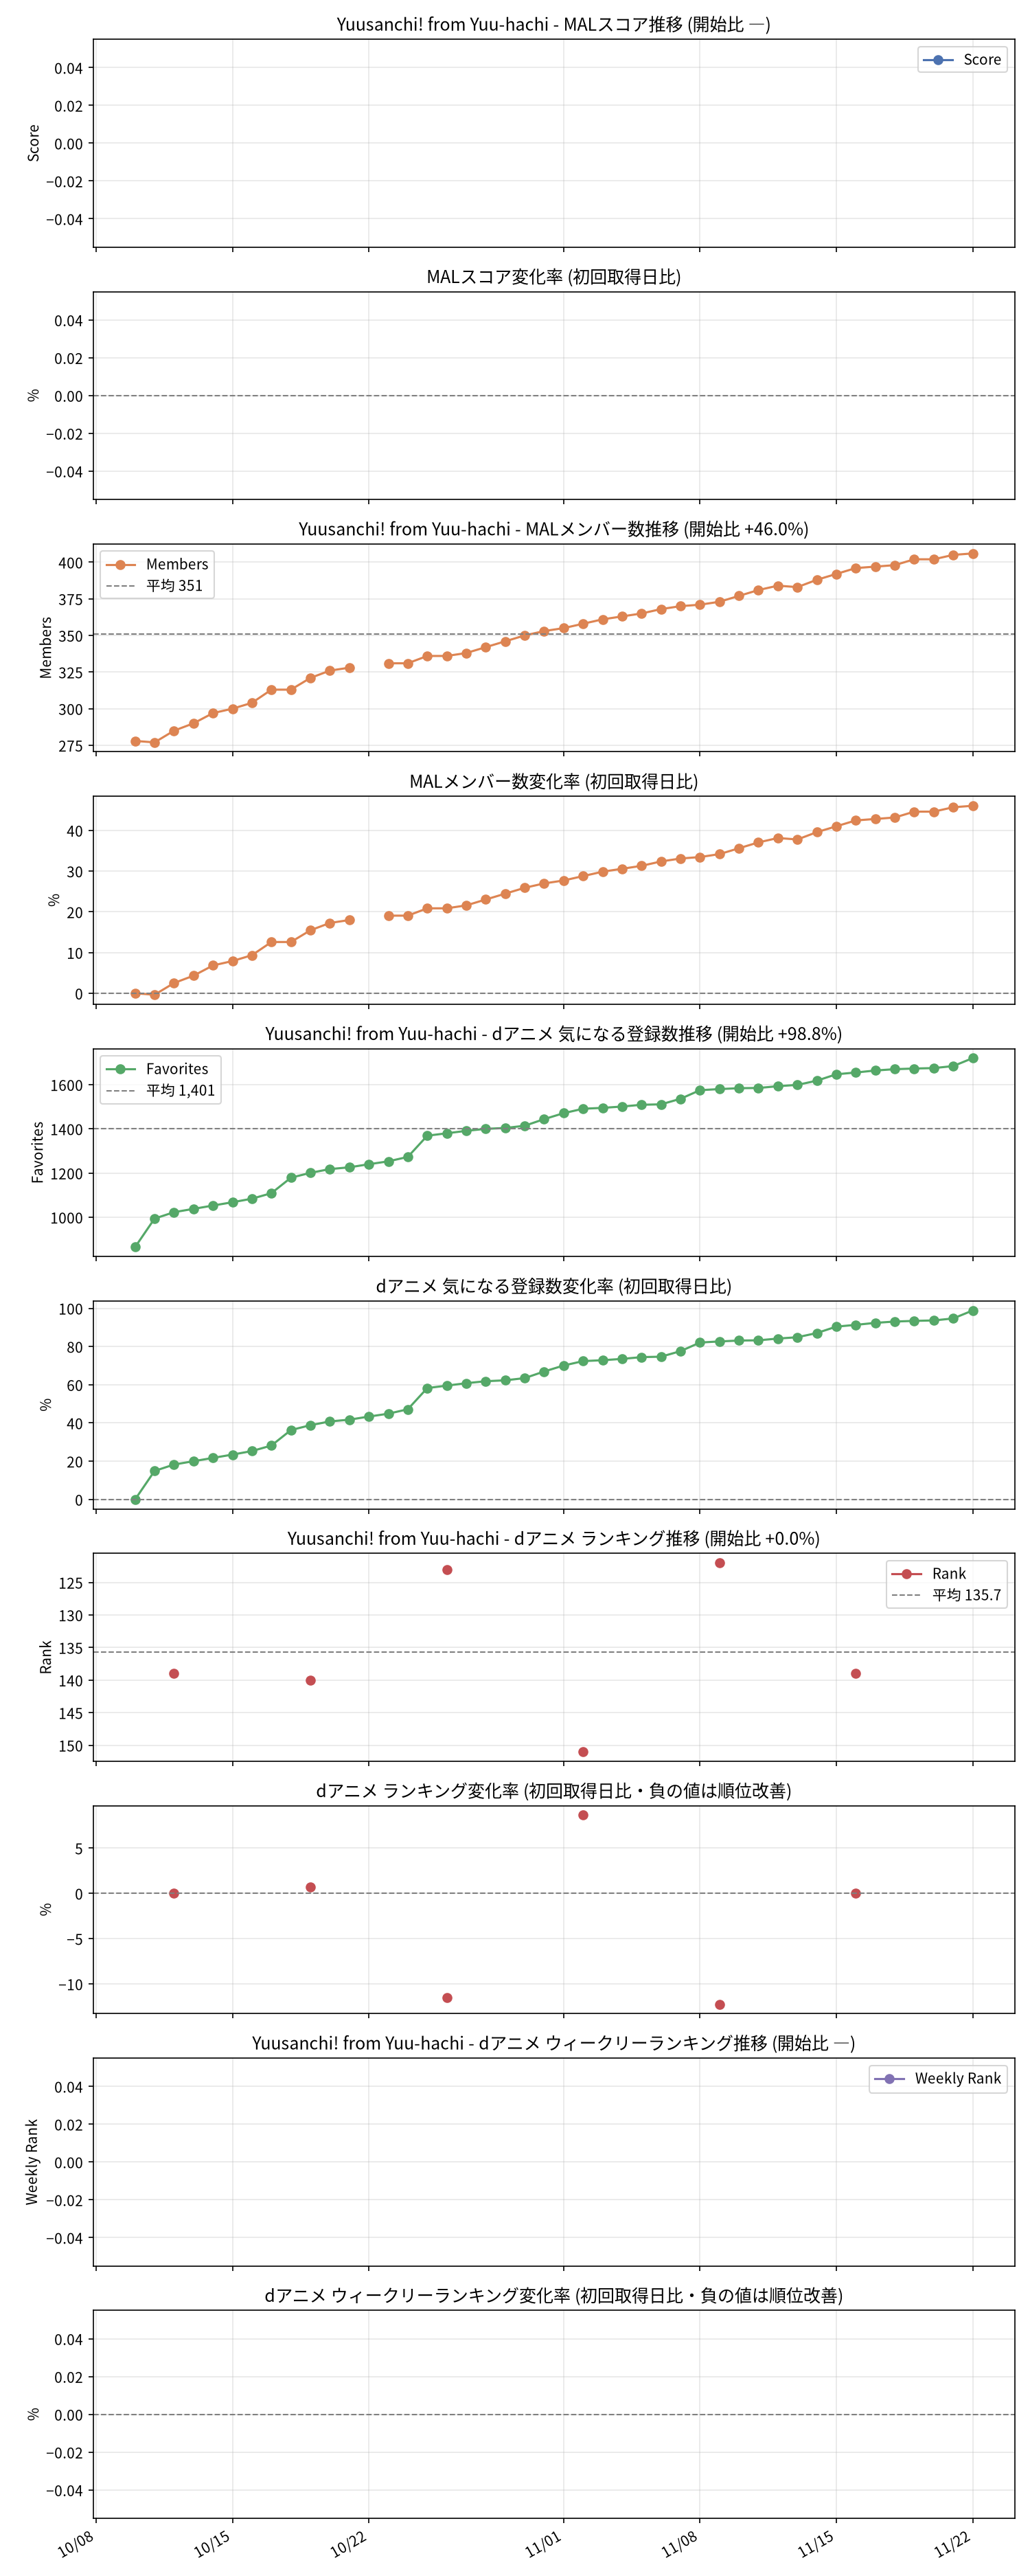 Yuusanchi! from Yuu-hachi - MALスコア推移 (開始比 —)
Score
0.04
0.02
0.00
−0.02
−0.04
Score
MALスコア変化率 (初回取得日比)
0.04
0.02
0.00
−0.02
−0.04
%
Yuusanchi! from Yuu-hachi - MALメンバー数推移 (開始比 +46.0%)
Members
平均 351
400
375
350
325
300
275
Members
MALメンバー数変化率 (初回取得日比)
40
30
20
10
0
%
Yuusanchi! from Yuu-hachi - dアニメ 気になる登録数推移 (開始比 +98.8%)
Favorites
平均 1,401
1600
1400
1200
1000
Favorites
dアニメ 気になる登録数変化率 (初回取得日比)
100
80
60
40
20
0
%
Yuusanchi! from Yuu-hachi - dアニメ ランキング推移 (開始比 +0.0%)
Rank
平均 135.7
125
130
135
140
145
150
Rank
dアニメ ランキング変化率 (初回取得日比・負の値は順位改善)
5
0
−5
−10
%
Yuusanchi! from Yuu-hachi - dアニメ ウィークリーランキング推移 (開始比 —)
Weekly Rank
0.04
0.02
0.00
−0.02
−0.04
Weekly Rank
dアニメ ウィークリーランキング変化率 (初回取得日比・負の値は順位改善)
0.04
0.02
0.00
−0.02
−0.04
%
10/08
10/15
10/22
11/01
11/08
11/15
11/22